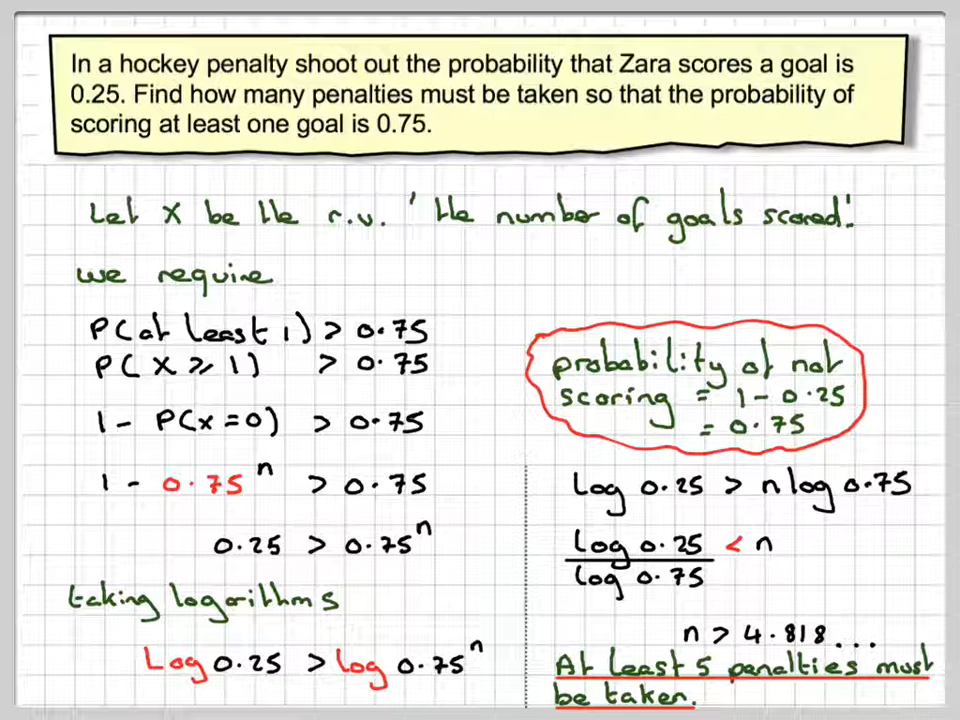 In a hockey penalty shoot out the probability that Zara scores a goal is
0.25. Find how many penalties must be taken so that the probability of
scoring at least one goal is 0.75.
Let X be the r.v. 'the number of goals scored'.
we require
P(at least 1) > 0.75
P( X ≥ 1) > 0.75
1 - P(x=0) > 0.75
1 - 0.75^n > 0.75
0.25 > 0.75^n
taking logarithms
Log 0.25 > log 0.75^n
probability of not
scoring = 1 - 0.25
= 0.75
Log 0.25 > n log 0.75
Log 0.25 < n
Log 0.75
n > 4.818...
At least 5 penalties must
be taken.